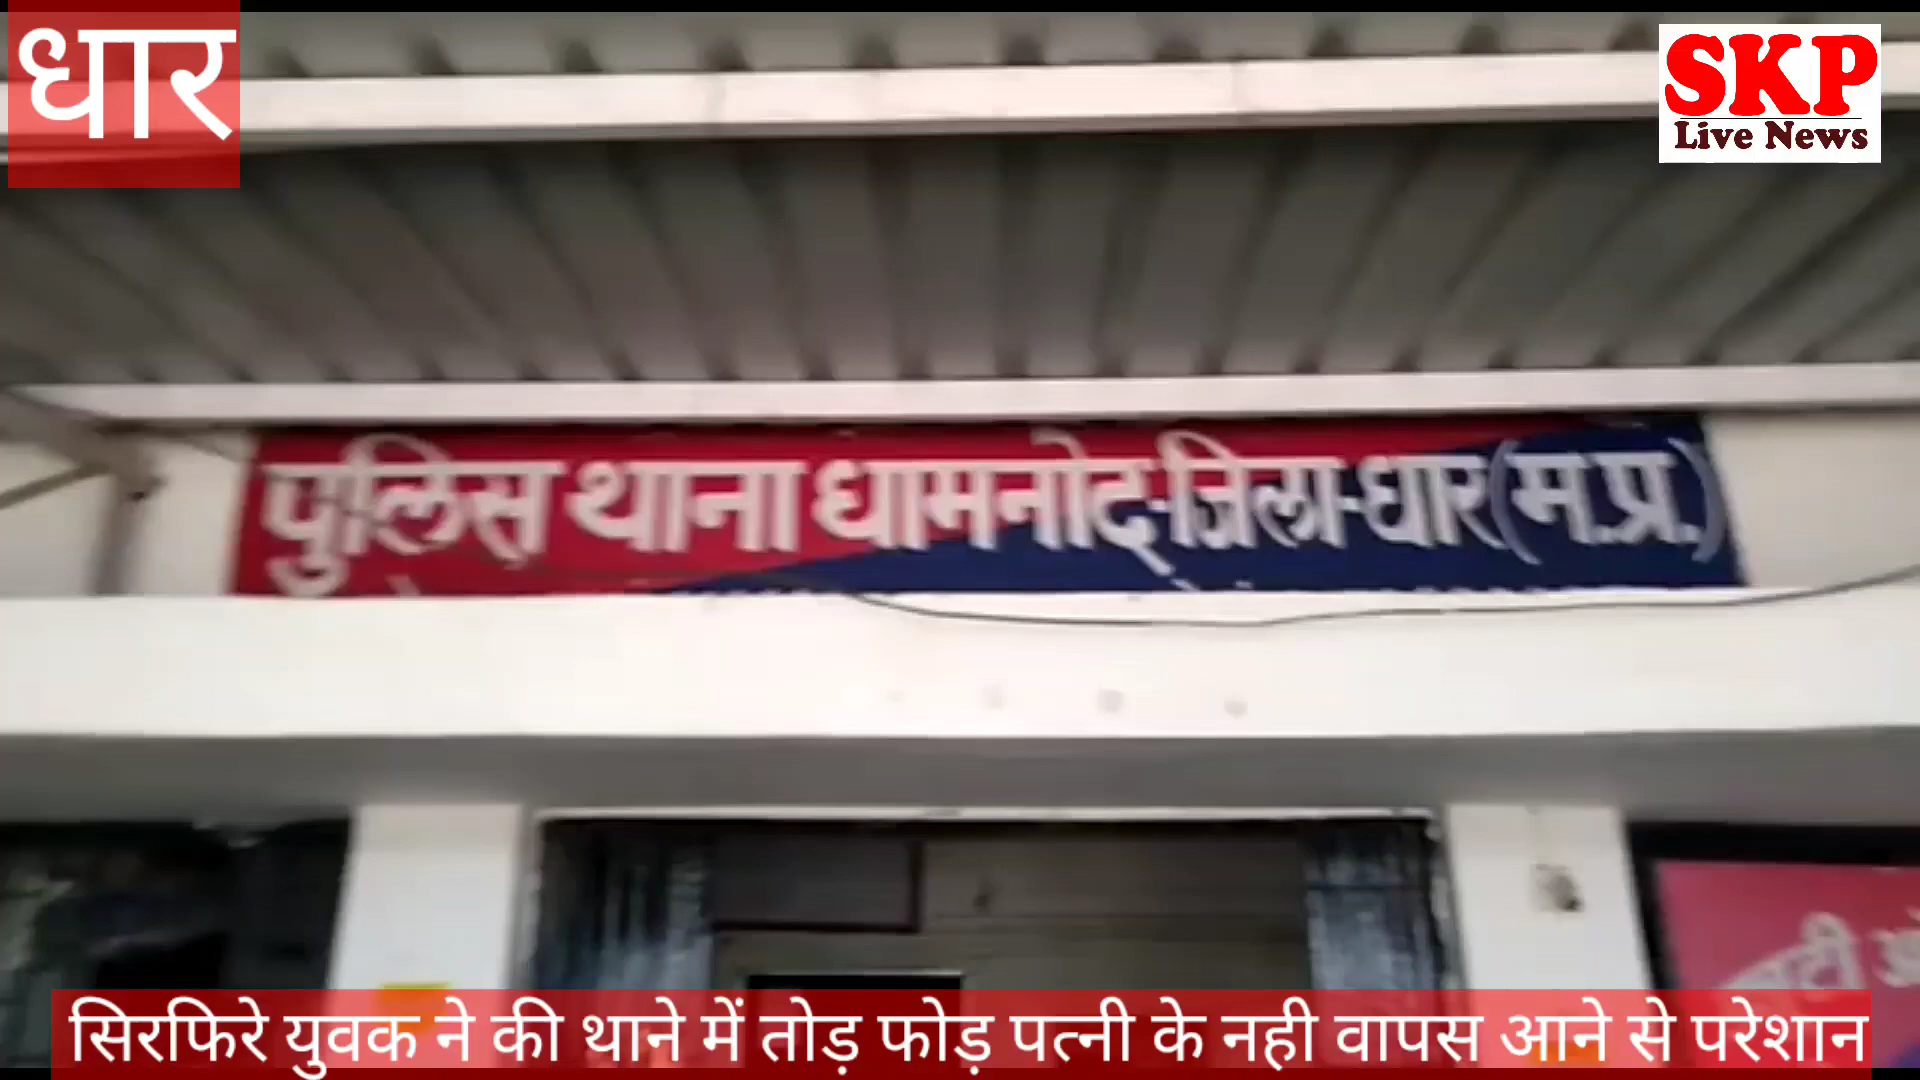 धार
SKP
Live News
पुलिस थाना धामनोद-जिला-धार (म.प्र.)
सिरफिरे युवक ने की थाने में तोड़ फोड़ पत्नी के नही वापस आने से परेशान